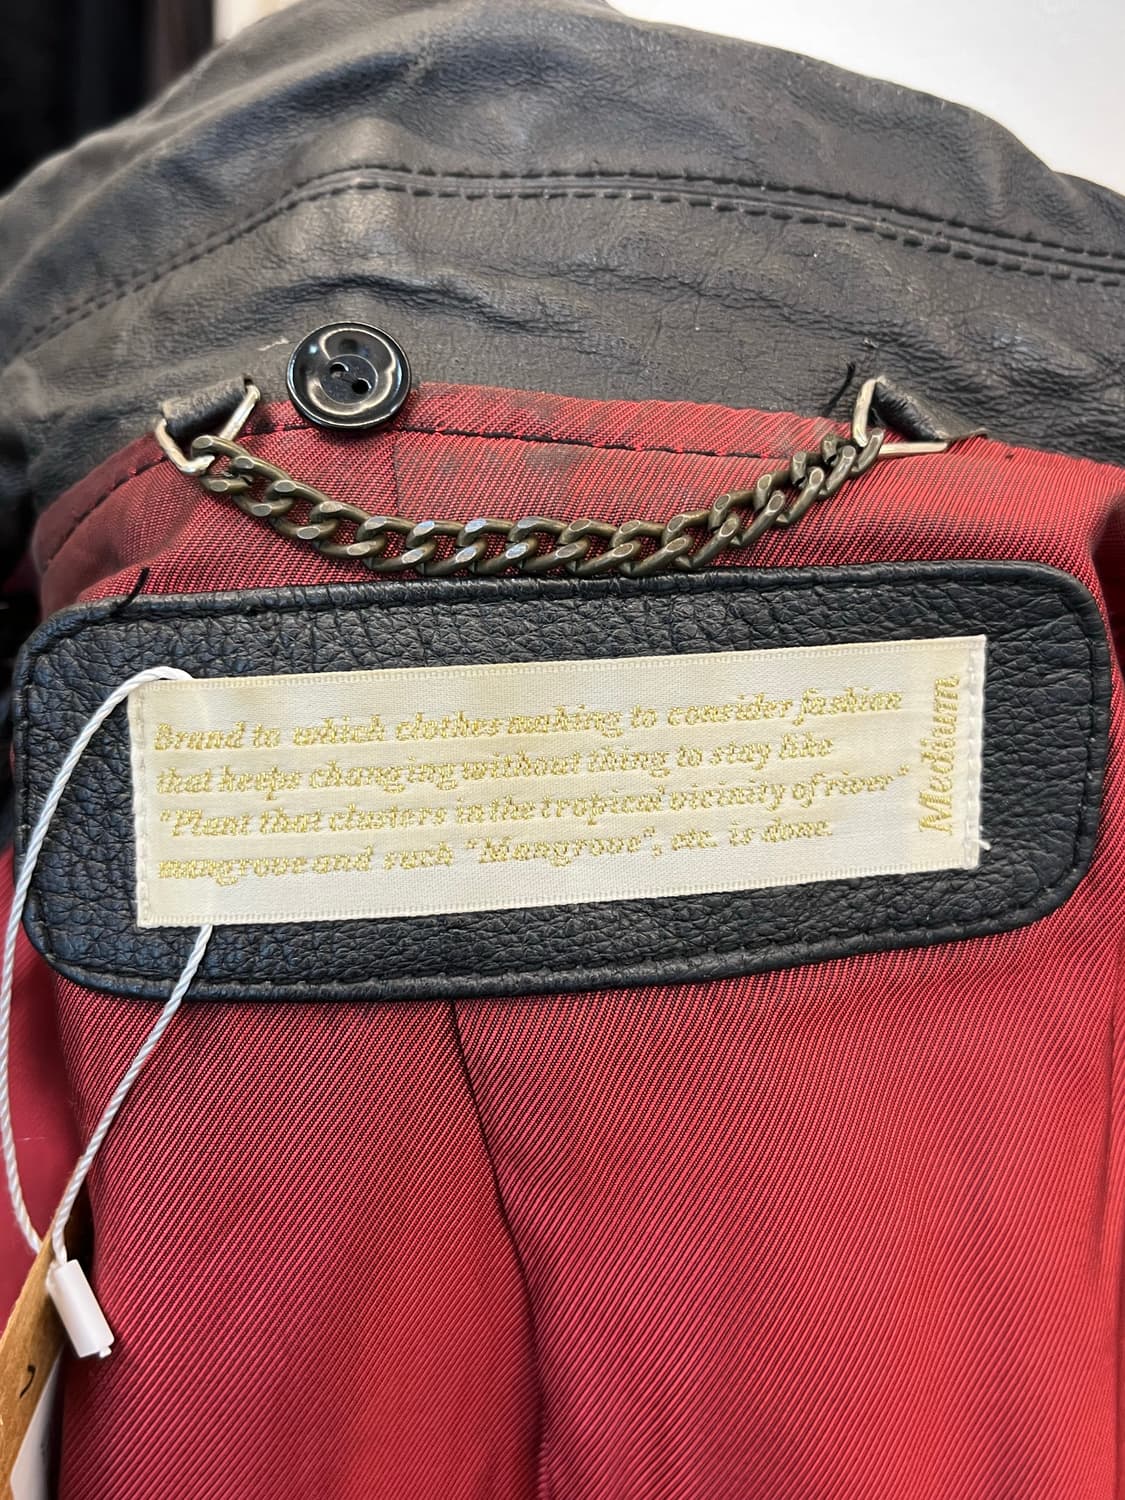 Brand to which clothes making to consider fashion
that keeps changing without thing to stay like
"Plant that clusters in the tropical vicinity of river"
mangrove and such "Mangrove", etc. is done.
Medium